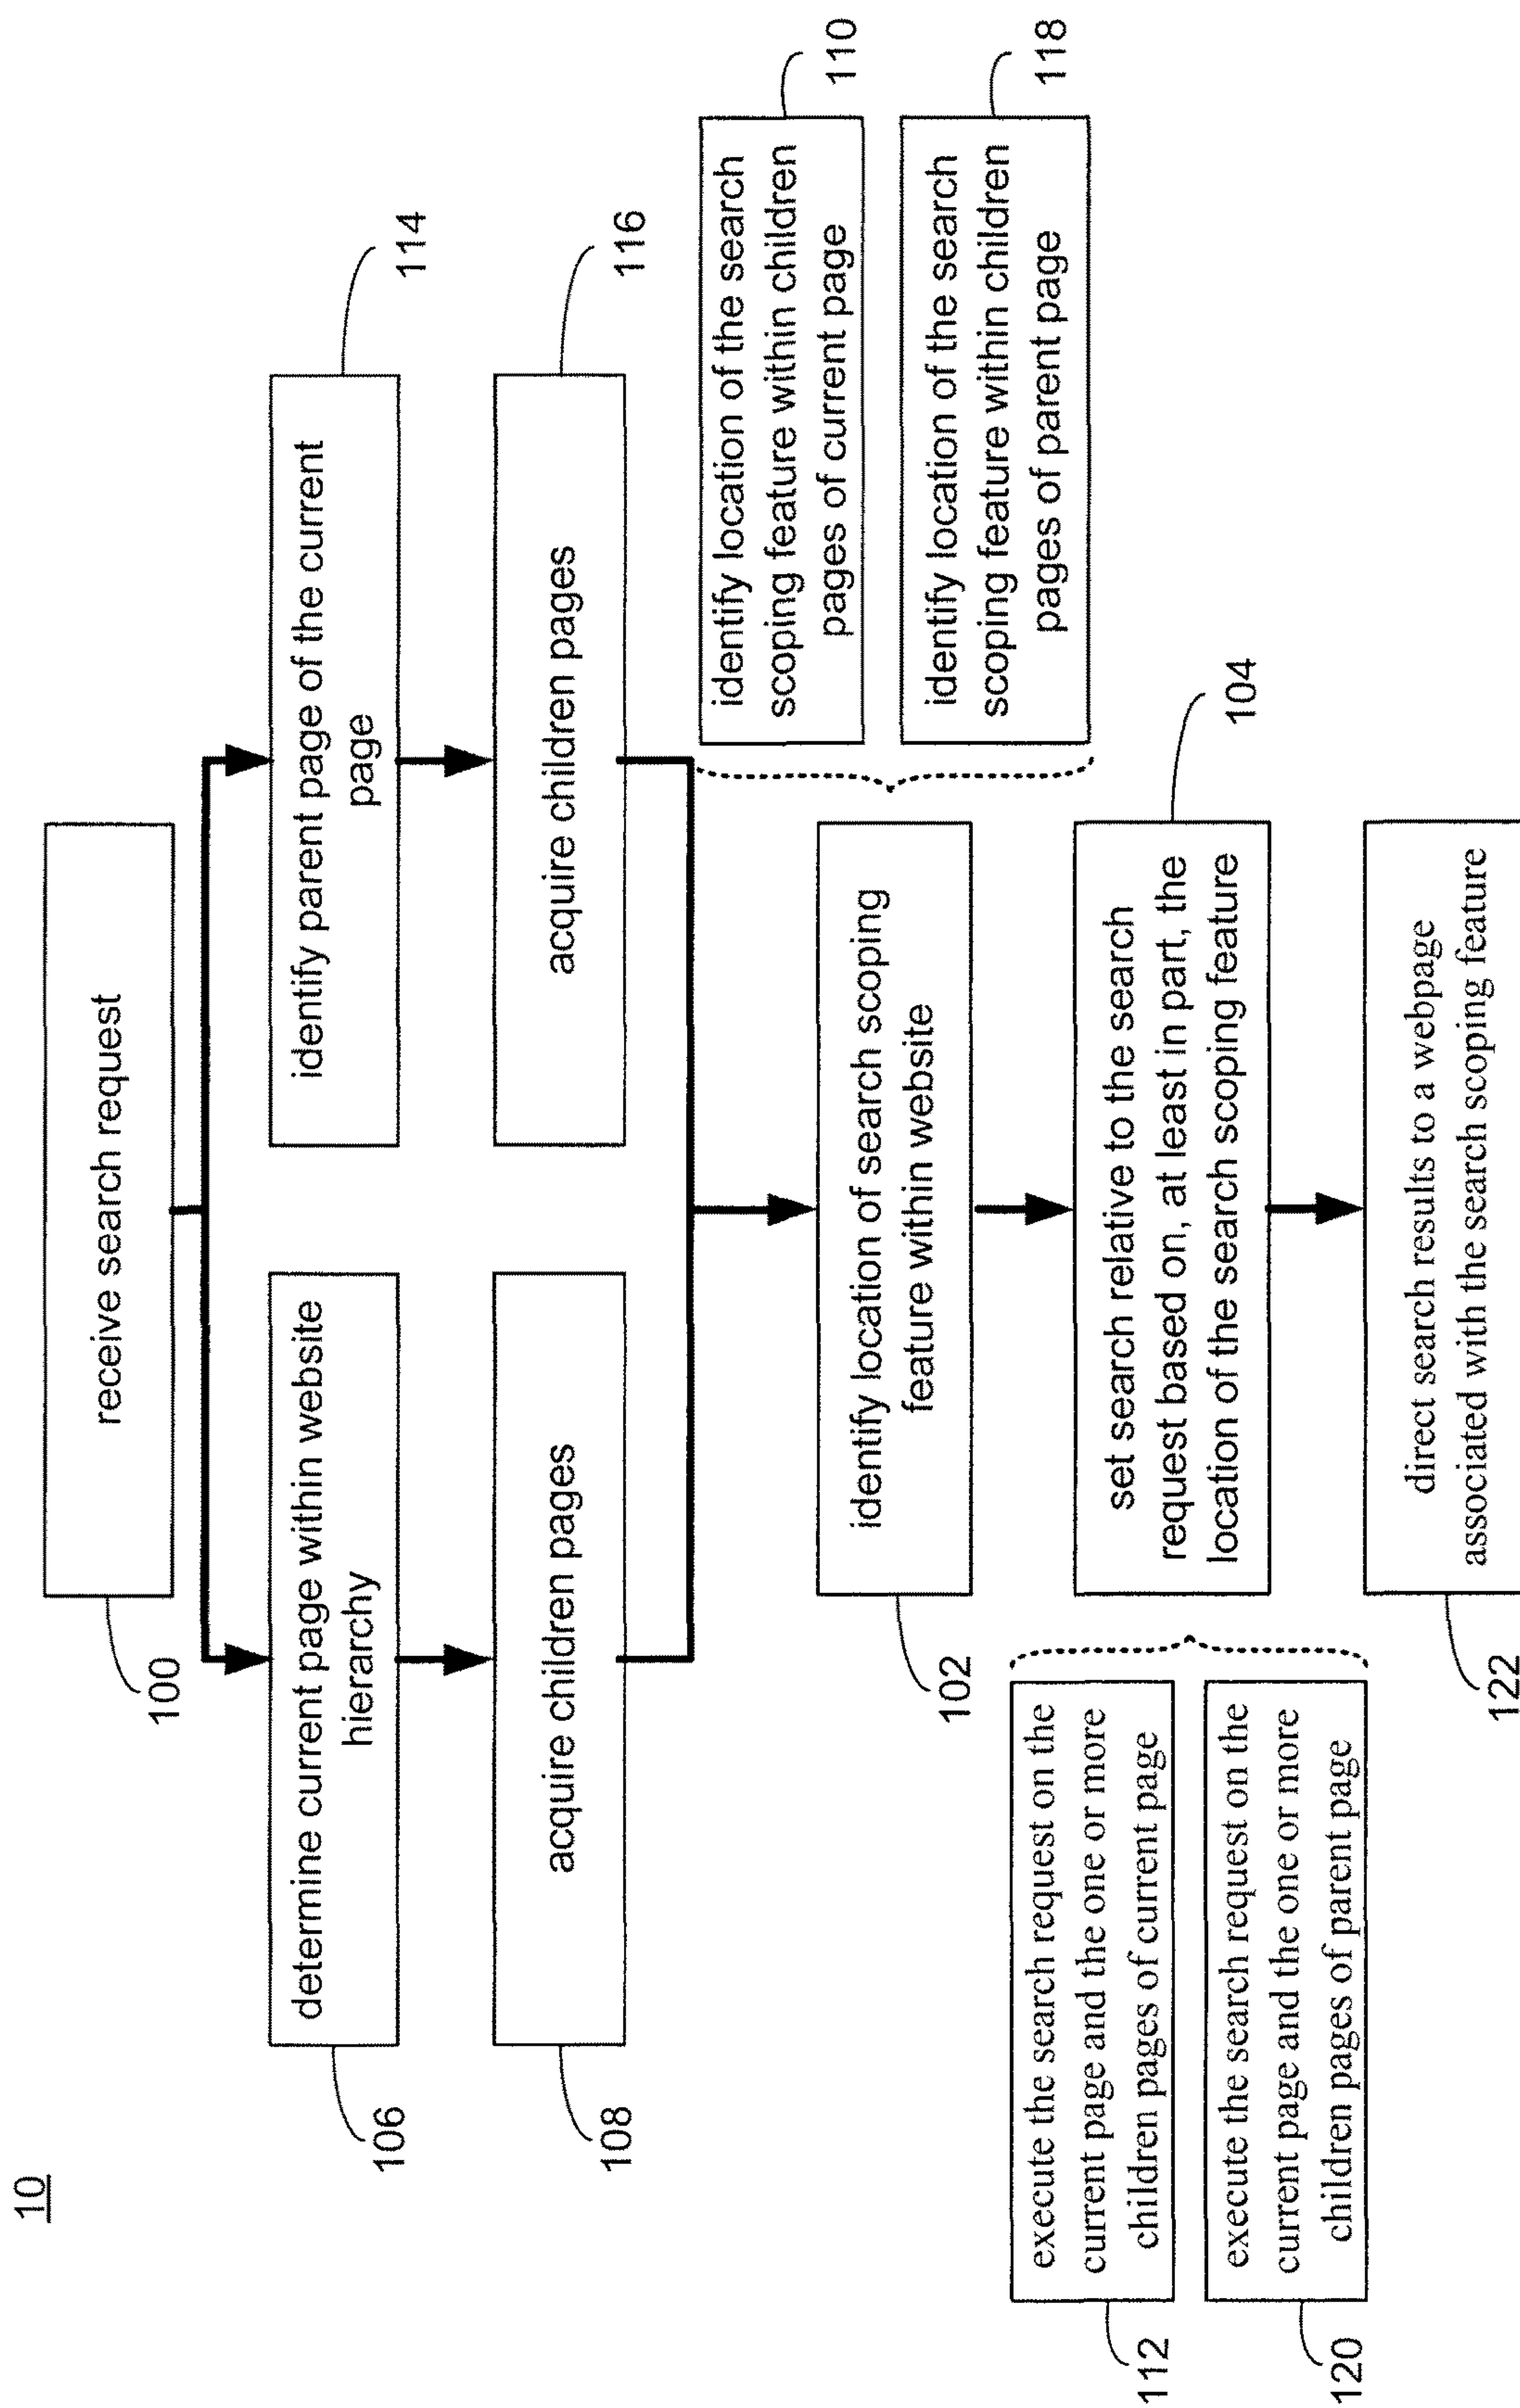 10
receive search request
100
determine current page within website
hierarchy
106
identify parent page of the current
page
114
acquire children pages
108
acquire children pages
116
identify location of the search
scoping feature within children
pages of current page
110
identify location of the search
scoping feature within children
pages of parent page
118
identify location of search scoping
feature within website
102
set search relative to the search
request based on, at least in part, the
location of the search scoping feature
104
execute the search request on the
current page and the one or more
children pages of current page
112
execute the search request on the
current page and the one or more
children pages of parent page
120
direct search results to a webpage
associated with the search scoping feature
122